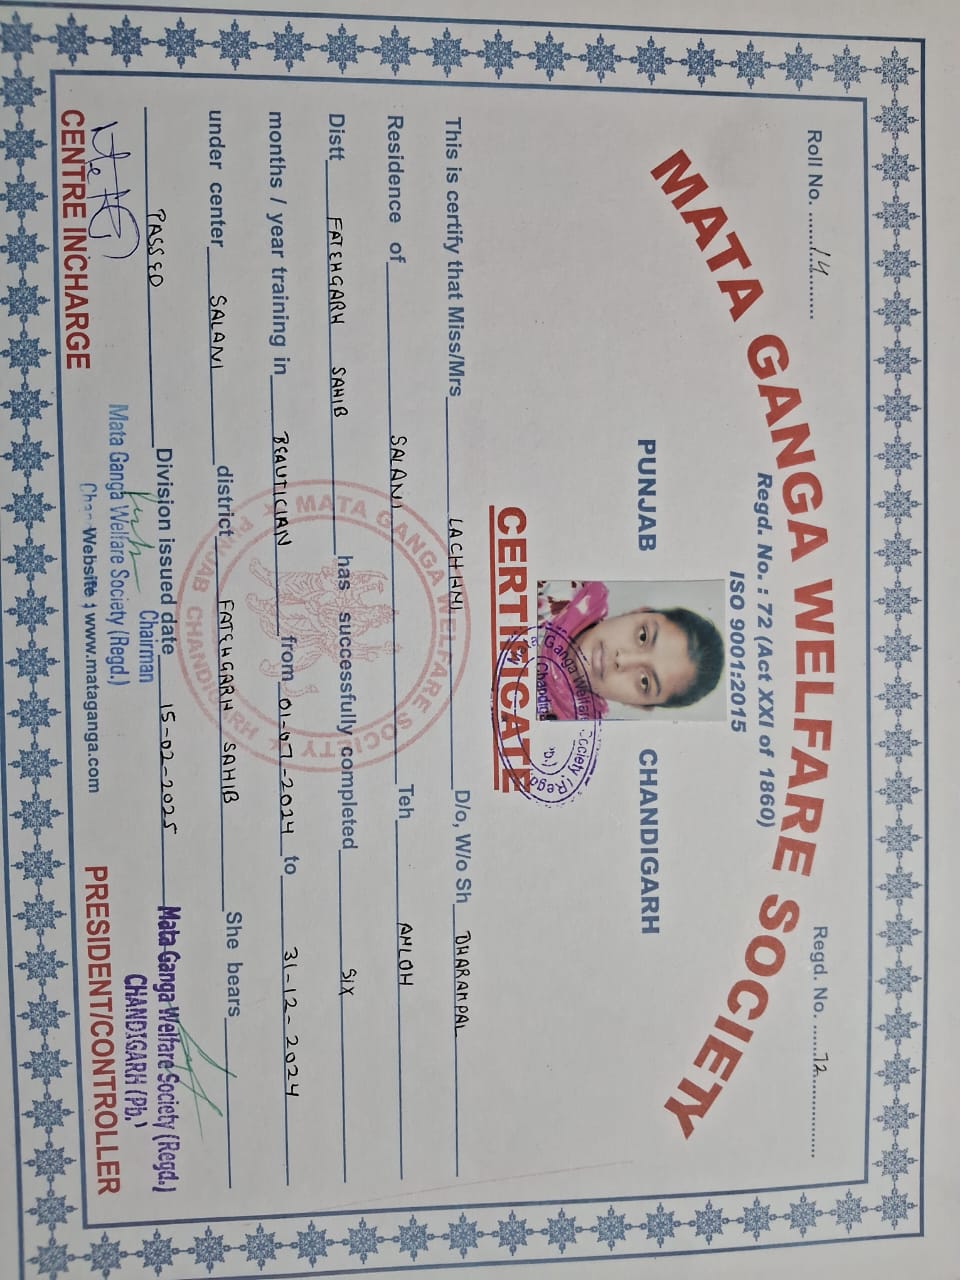 Roll No. ......14...........
Regd. No. ......72..................
MATA GANGA WELFARE SOCIETY
Regd. No. : 72 (Act XXI of 1860)
ISO 9001:2015
PUNJAB CHANDIGARH
CERTIFICATE
This is certify that Miss/Mrs LACHHNI D/o, W/o Sh DHARAMPAL
Residence of SALANI Teh AMLOH
Distt FATEHGARH SAHIB has successfully completed SIX
months / year training in BEAUTICIAN from 01-07-2024 to 31-12-2024
under center SALANI district FATEHGARH SAHIB She bears
PASSED Division issued date 15-02-2025
Chairman
Mata Ganga Welfare Society (Regd.)
Mata Ganga Welfare Society (Regd.)
CHANDIGARH (Pb.)
CENTRE INCHARGE
Website : www.mataganga.com
PRESIDENT/CONTROLLER
MATA GANGA WELFARE SOCIETY
PUNJAB CHANDIGARH